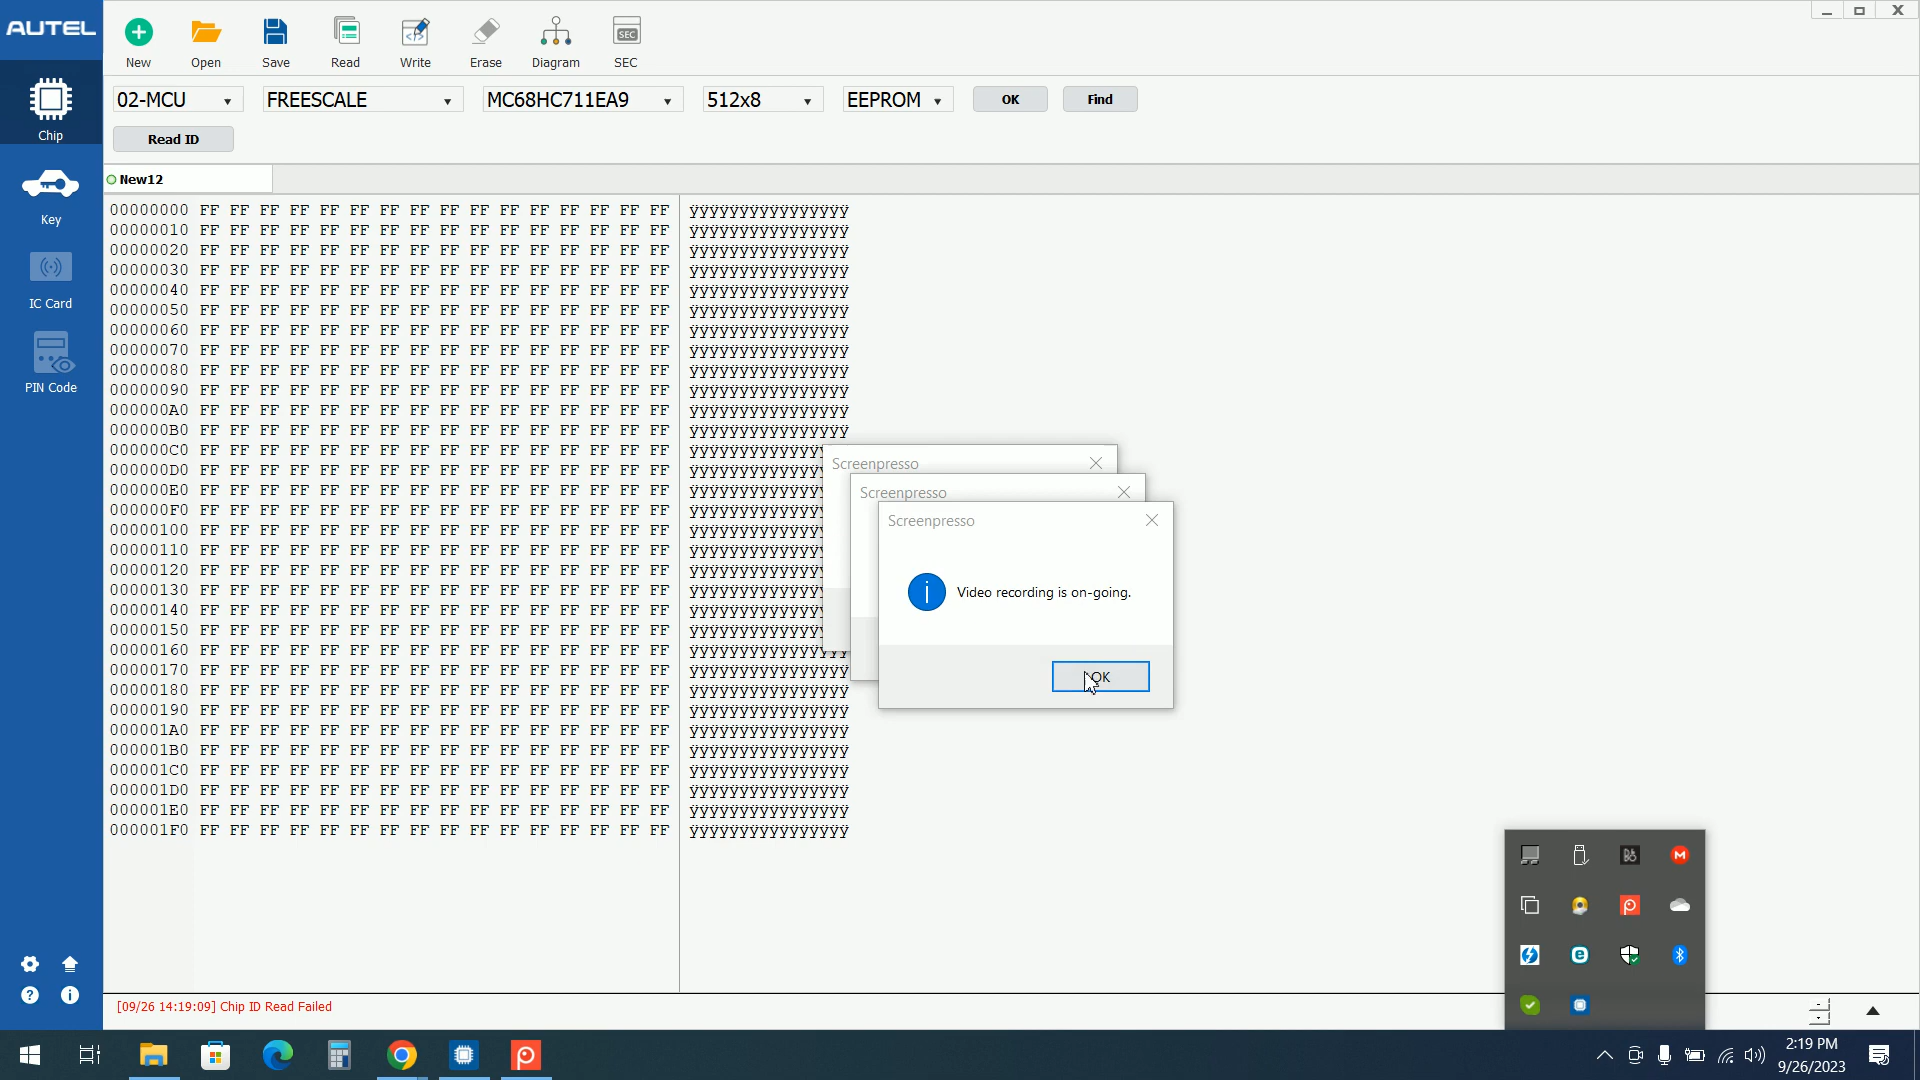 AUTEL
New
Open
Save
Read
Write
Erase
Diagram
SEC
SEC
02-MCU
FREESCALE
MC68HC711EA9
512x8
EEPROM
OK
Find
Read ID
Chip
Key
IC Card
PIN Code
New12
00000000 FF FF FF FF FF FF FF FF FF FF FF FF FF FF FF FF ÿÿÿÿÿÿÿÿÿÿÿÿÿÿÿÿ
00000010 FF FF FF FF FF FF FF FF FF FF FF FF FF FF FF FF ÿÿÿÿÿÿÿÿÿÿÿÿÿÿÿÿ
00000020 FF FF FF FF FF FF FF FF FF FF FF FF FF FF FF FF ÿÿÿÿÿÿÿÿÿÿÿÿÿÿÿÿ
00000030 FF FF FF FF FF FF FF FF FF FF FF FF FF FF FF FF ÿÿÿÿÿÿÿÿÿÿÿÿÿÿÿÿ
00000040 FF FF FF FF FF FF FF FF FF FF FF FF FF FF FF FF ÿÿÿÿÿÿÿÿÿÿÿÿÿÿÿÿ
00000050 FF FF FF FF FF FF FF FF FF FF FF FF FF FF FF FF ÿÿÿÿÿÿÿÿÿÿÿÿÿÿÿÿ
00000060 FF FF FF FF FF FF FF FF FF FF FF FF FF FF FF FF ÿÿÿÿÿÿÿÿÿÿÿÿÿÿÿÿ
00000070 FF FF FF FF FF FF FF FF FF FF FF FF FF FF FF FF ÿÿÿÿÿÿÿÿÿÿÿÿÿÿÿÿ
00000080 FF FF FF FF FF FF FF FF FF FF FF FF FF FF FF FF ÿÿÿÿÿÿÿÿÿÿÿÿÿÿÿÿ
00000090 FF FF FF FF FF FF FF FF FF FF FF FF FF FF FF FF ÿÿÿÿÿÿÿÿÿÿÿÿÿÿÿÿ
000000A0 FF FF FF FF FF FF FF FF FF FF FF FF FF FF FF FF ÿÿÿÿÿÿÿÿÿÿÿÿÿÿÿÿ
000000B0 FF FF FF FF FF FF FF FF FF FF FF FF FF FF FF FF ÿÿÿÿÿÿÿÿÿÿÿÿÿÿÿÿ
000000C0 FF FF FF FF FF FF FF FF FF FF FF FF FF FF FF FF ÿÿÿÿÿÿÿÿÿÿÿÿÿ
000000D0 FF FF FF FF FF FF FF FF FF FF FF FF FF FF FF FF ÿÿÿÿÿÿÿÿÿÿÿÿÿ
000000E0 FF FF FF FF FF FF FF FF FF FF FF FF FF FF FF FF ÿÿÿÿÿÿÿÿÿÿÿÿÿ
000000F0 FF FF FF FF FF FF FF FF FF FF FF FF FF FF FF FF ÿÿÿÿÿÿÿÿÿÿÿÿÿ
00000100 FF FF FF FF FF FF FF FF FF FF FF FF FF FF FF FF ÿÿÿÿÿÿÿÿÿÿÿÿÿ
00000110 FF FF FF FF FF FF FF FF FF FF FF FF FF FF FF FF ÿÿÿÿÿÿÿÿÿÿÿÿÿ
00000120 FF FF FF FF FF FF FF FF FF FF FF FF FF FF FF FF ÿÿÿÿÿÿÿÿÿÿÿÿÿ
00000130 FF FF FF FF FF FF FF FF FF FF FF FF FF FF FF FF ÿÿÿÿÿÿÿÿÿÿÿÿÿ
00000140 FF FF FF FF FF FF FF FF FF FF FF FF FF FF FF FF ÿÿÿÿÿÿÿÿÿÿÿÿÿ
00000150 FF FF FF FF FF FF FF FF FF FF FF FF FF FF FF FF ÿÿÿÿÿÿÿÿÿÿÿÿÿ
00000160 FF FF FF FF FF FF FF FF FF FF FF FF FF FF FF FF ÿÿÿÿÿÿÿÿÿÿÿÿÿ
00000170 FF FF FF FF FF FF FF FF FF FF FF FF FF FF FF FF ÿÿÿÿÿÿÿÿÿÿÿÿÿÿÿÿ
00000180 FF FF FF FF FF FF FF FF FF FF FF FF FF FF FF FF ÿÿÿÿÿÿÿÿÿÿÿÿÿÿÿÿ
00000190 FF FF FF FF FF FF FF FF FF FF FF FF FF FF FF FF ÿÿÿÿÿÿÿÿÿÿÿÿÿÿÿÿ
000001A0 FF FF FF FF FF FF FF FF FF FF FF FF FF FF FF FF ÿÿÿÿÿÿÿÿÿÿÿÿÿÿÿÿ
000001B0 FF FF FF FF FF FF FF FF FF FF FF FF FF FF FF FF ÿÿÿÿÿÿÿÿÿÿÿÿÿÿÿÿ
000001C0 FF FF FF FF FF FF FF FF FF FF FF FF FF FF FF FF ÿÿÿÿÿÿÿÿÿÿÿÿÿÿÿÿ
000001D0 FF FF FF FF FF FF FF FF FF FF FF FF FF FF FF FF ÿÿÿÿÿÿÿÿÿÿÿÿÿÿÿÿ
000001E0 FF FF FF FF FF FF FF FF FF FF FF FF FF FF FF FF ÿÿÿÿÿÿÿÿÿÿÿÿÿÿÿÿ
000001F0 FF FF FF FF FF FF FF FF FF FF FF FF FF FF FF FF ÿÿÿÿÿÿÿÿÿÿÿÿÿÿÿÿ
Screenpresso
Screenpresso
Screenpresso
Video recording is on-going.
OK
[09/26 14:19:09] Chip ID Read Failed
2:19 PM
9/26/2023